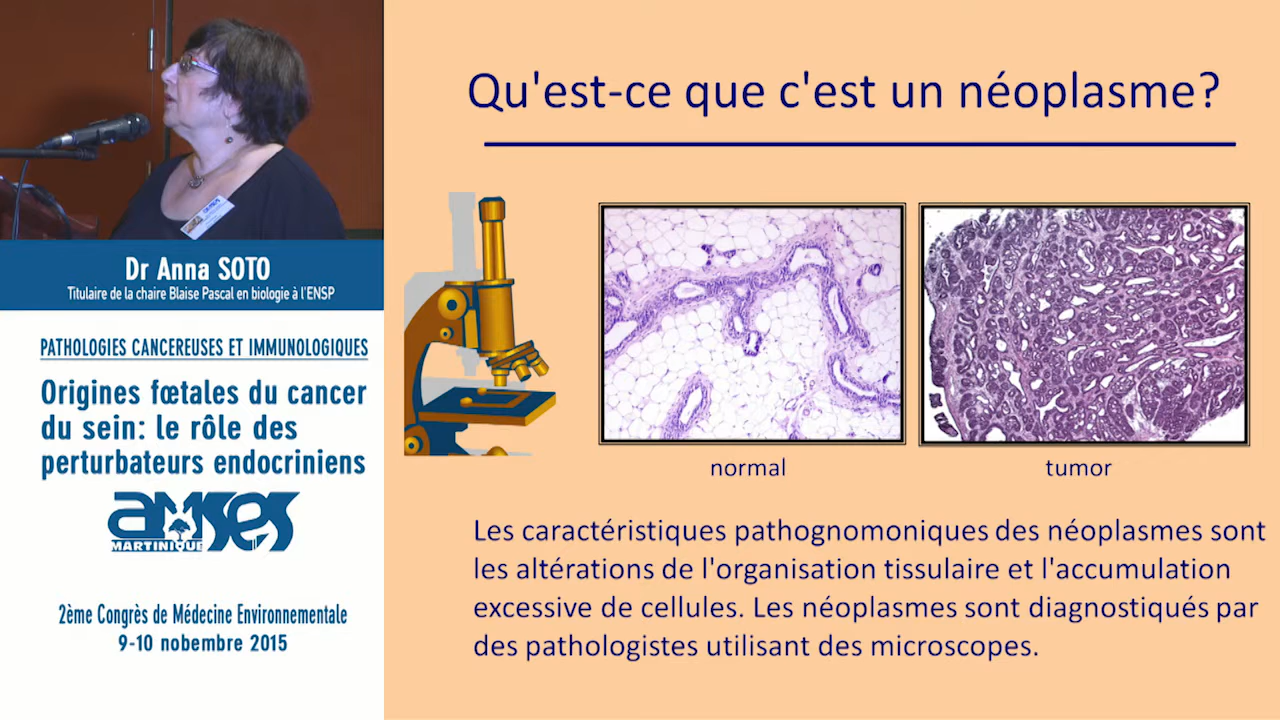 Dr Anna SOTO
Titulaire de la chaire Blaise Pascal en biologie à l'ENSP
PATHOLOGIES CANCEREUSES ET IMMUNOLOGIQUES
Origines fœtales du cancer
du sein: le rôle des
perturbateurs endocriniens
amses
MARTINIQUE
2ème Congrès de Médecine Environnementale
9-10 nobembre 2015
Qu'est-ce que c'est un néoplasme?
normal
tumor
Les caractéristiques pathognomoniques des néoplasmes sont
les altérations de l'organisation tissulaire et l'accumulation
excessive de cellules. Les néoplasmes sont diagnostiqués par
des pathologistes utilisant des microscopes.